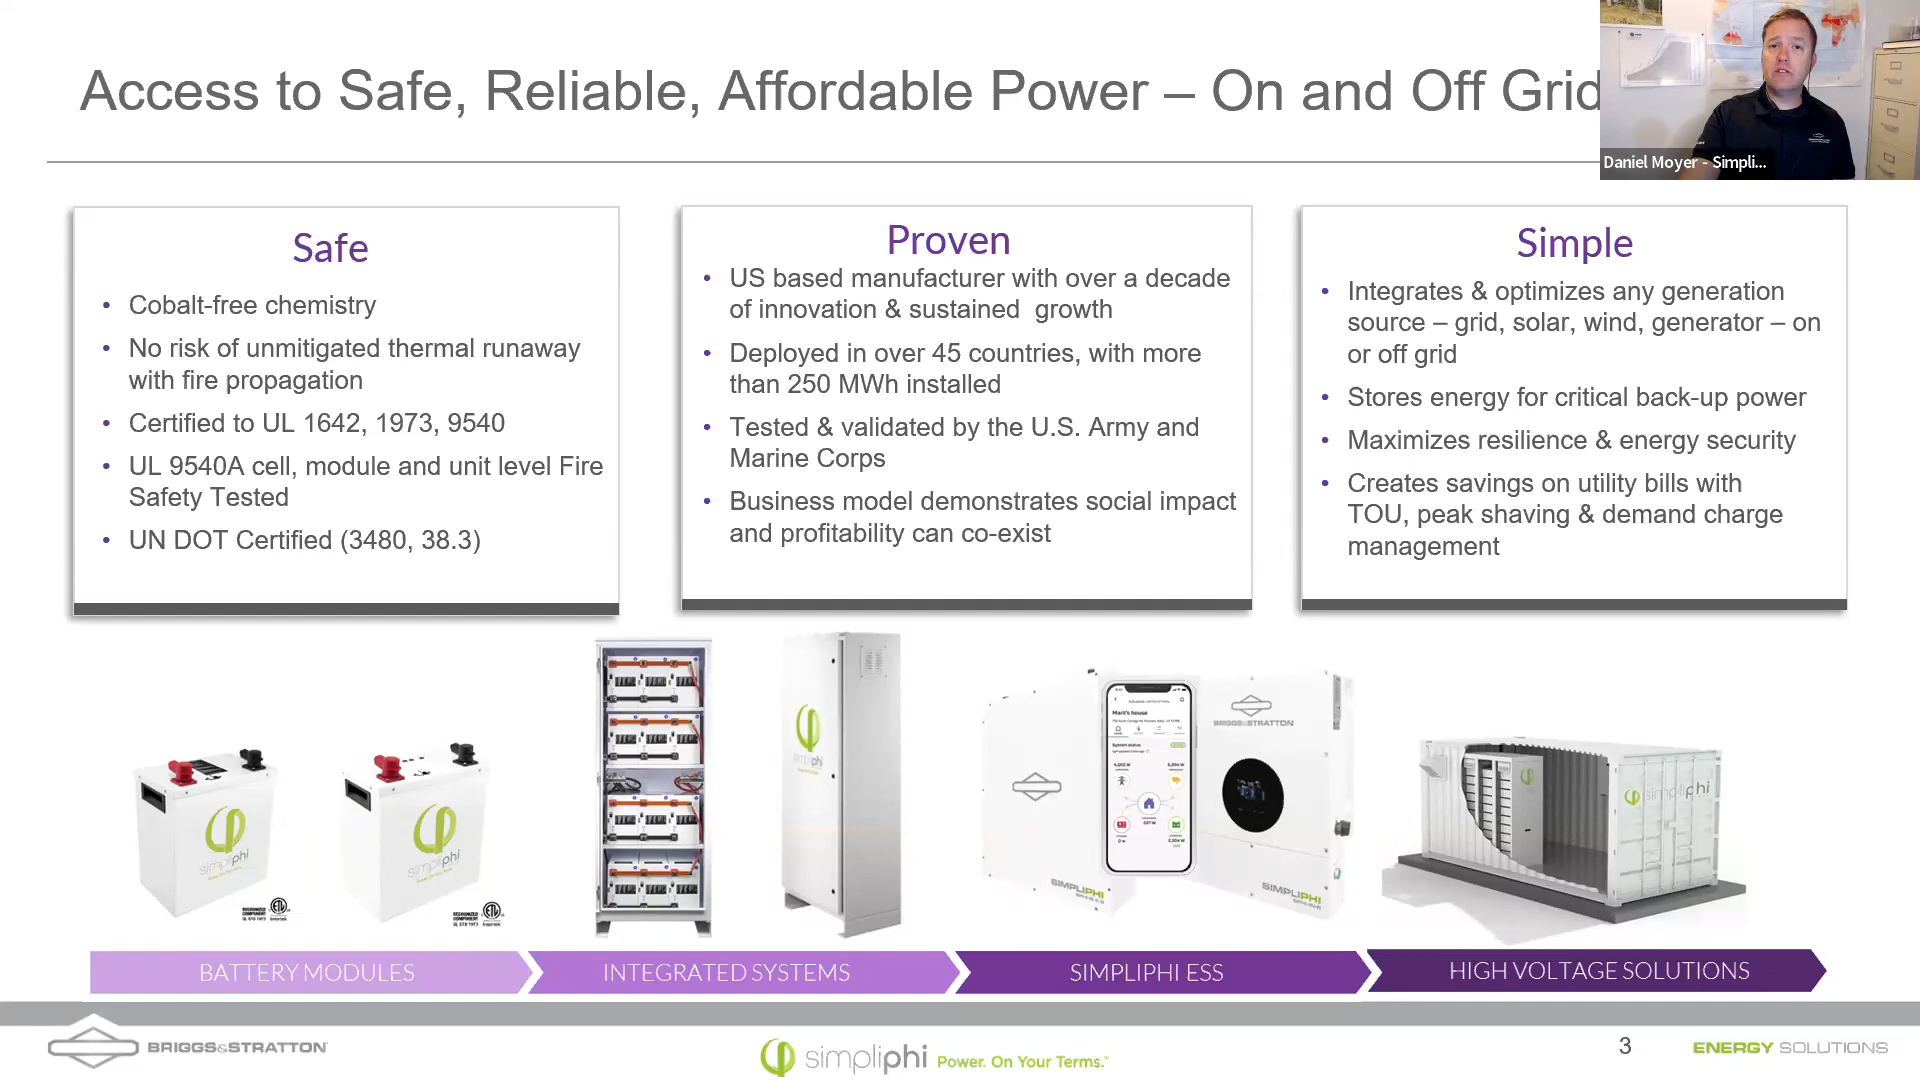 Access to Safe, Reliable, Affordable Power – On and Off Grid
Daniel Moyer - Simpli...
Safe
• Cobalt-free chemistry
• No risk of unmitigated thermal runaway
with fire propagation
• Certified to UL 1642, 1973, 9540
• UL 9540A cell, module and unit level Fire
Safety Tested
• UN DOT Certified (3480, 38.3)
Proven
• US based manufacturer with over a decade
of innovation & sustained growth
• Deployed in over 45 countries, with more
than 250 MWh installed
• Tested & validated by the U.S. Army and
Marine Corps
• Business model demonstrates social impact
and profitability can co-exist
Simple
• Integrates & optimizes any generation
source – grid, solar, wind, generator – on
or off grid
• Stores energy for critical back-up power
• Maximizes resilience & energy security
• Creates savings on utility bills with
TOU, peak shaving & demand charge
management
simpliphi
simpliphi
simpliphi
Mark's house
System status
BRIGGS&STRATTON
SIMPLIPHI
SIMPLIPHI
simpliphi
BATTERY MODULES
INTEGRATED SYSTEMS
SIMPLIPHI ESS
HIGH VOLTAGE SOLUTIONS
BRIGGS&STRATTON
simpliphi Power. On Your Terms.™
3
ENERGY SOLUTIONS